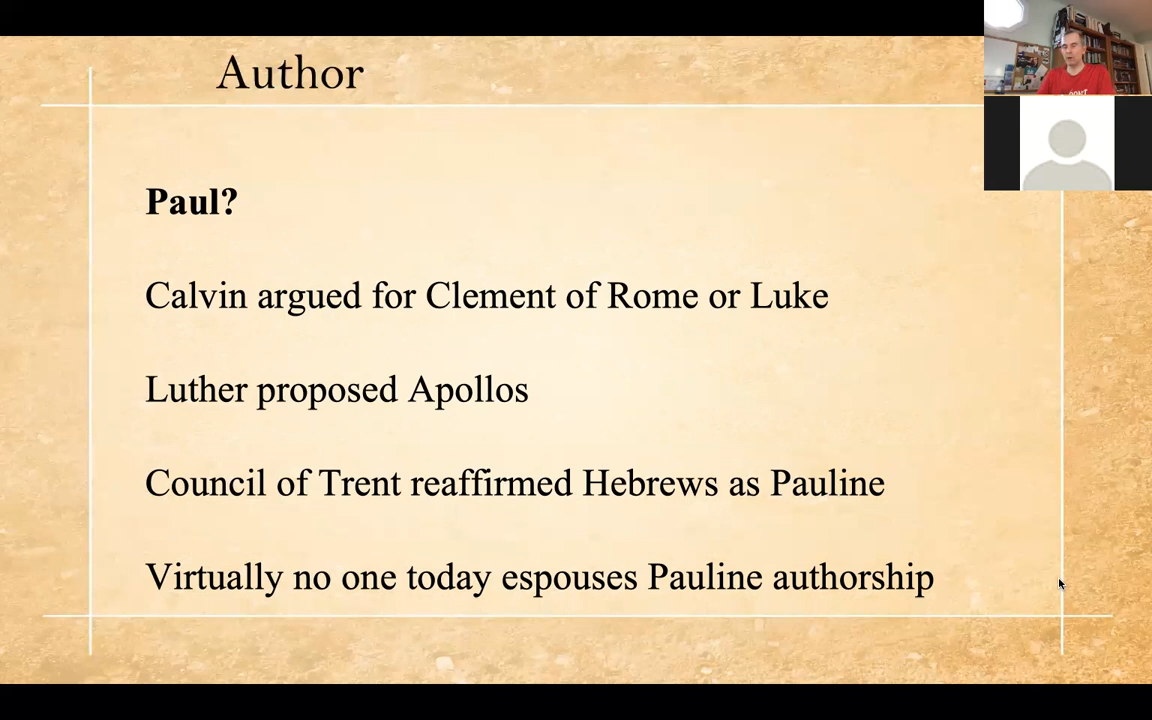 Author
Paul?
Calvin argued for Clement of Rome or Luke
Luther proposed Apollos
Council of Trent reaffirmed Hebrews as Pauline
Virtually no one today espouses Pauline authorship